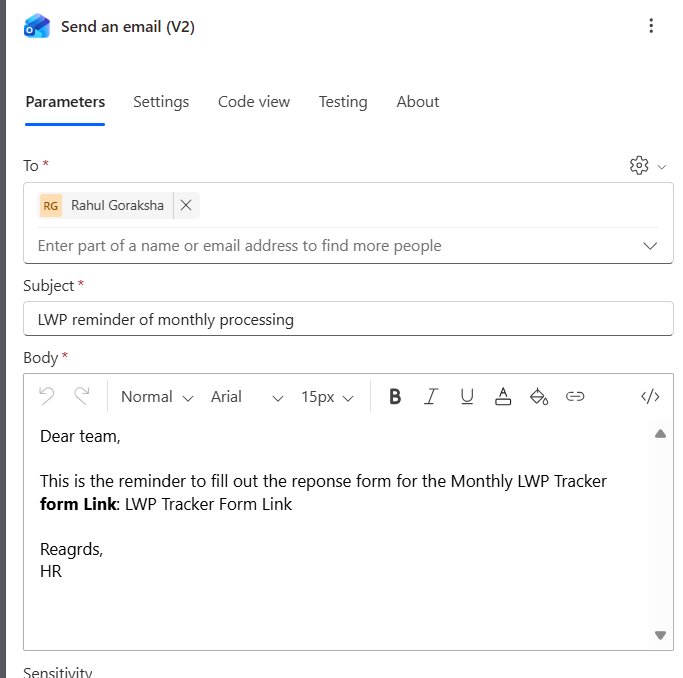 Send an email (V2)
Parameters Settings Code view Testing About
To *
RG Rahul Goraksha
Enter part of a name or email address to find more people
Subject *
LWP reminder of monthly processing
Body *
Normal Arial 15px B I U A </>
Dear team,
This is the reminder to fill out the reponse form for the Monthly LWP Tracker
form Link: LWP Tracker Form Link
Reagrds,
HR
Sensitivity